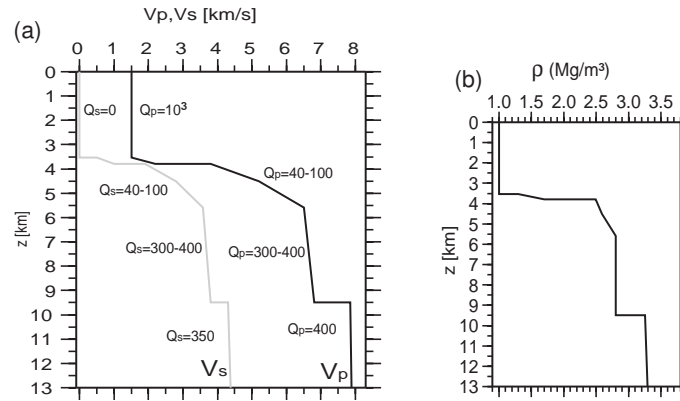 (a)
Vp,Vs [km/s]
0 1 2 3 4 5 6 7 8
0
1
2
3
4
5
6
7
8
9
10
11
12
13
z [km]
Qs=0
Qp=10³
Qs=40-100
Qp=40-100
Qs=300-400
Qp=300-400
Qs=350
Qp=400
Vs
Vp
(b)
ρ (Mg/m³)
1.0 1.5 2.0 2.5 3.0 3.5
0
1
2
3
4
5
6
7
8
9
10
11
12
13
z [km]